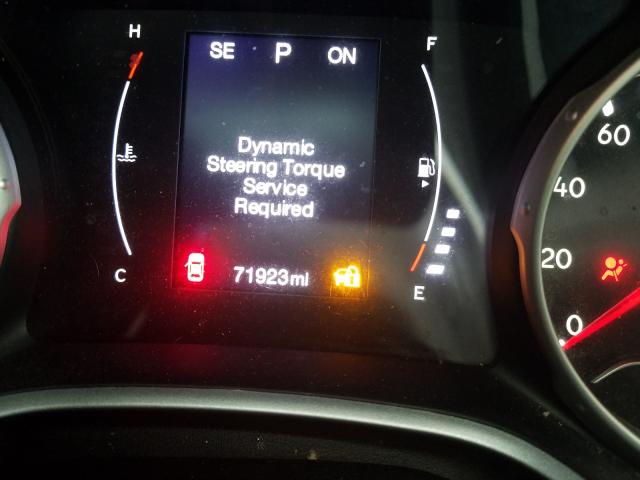 H
SE P ON
F
Dynamic
Steering Torque
Service
Required
C
71923mi
E
60
40
20
0